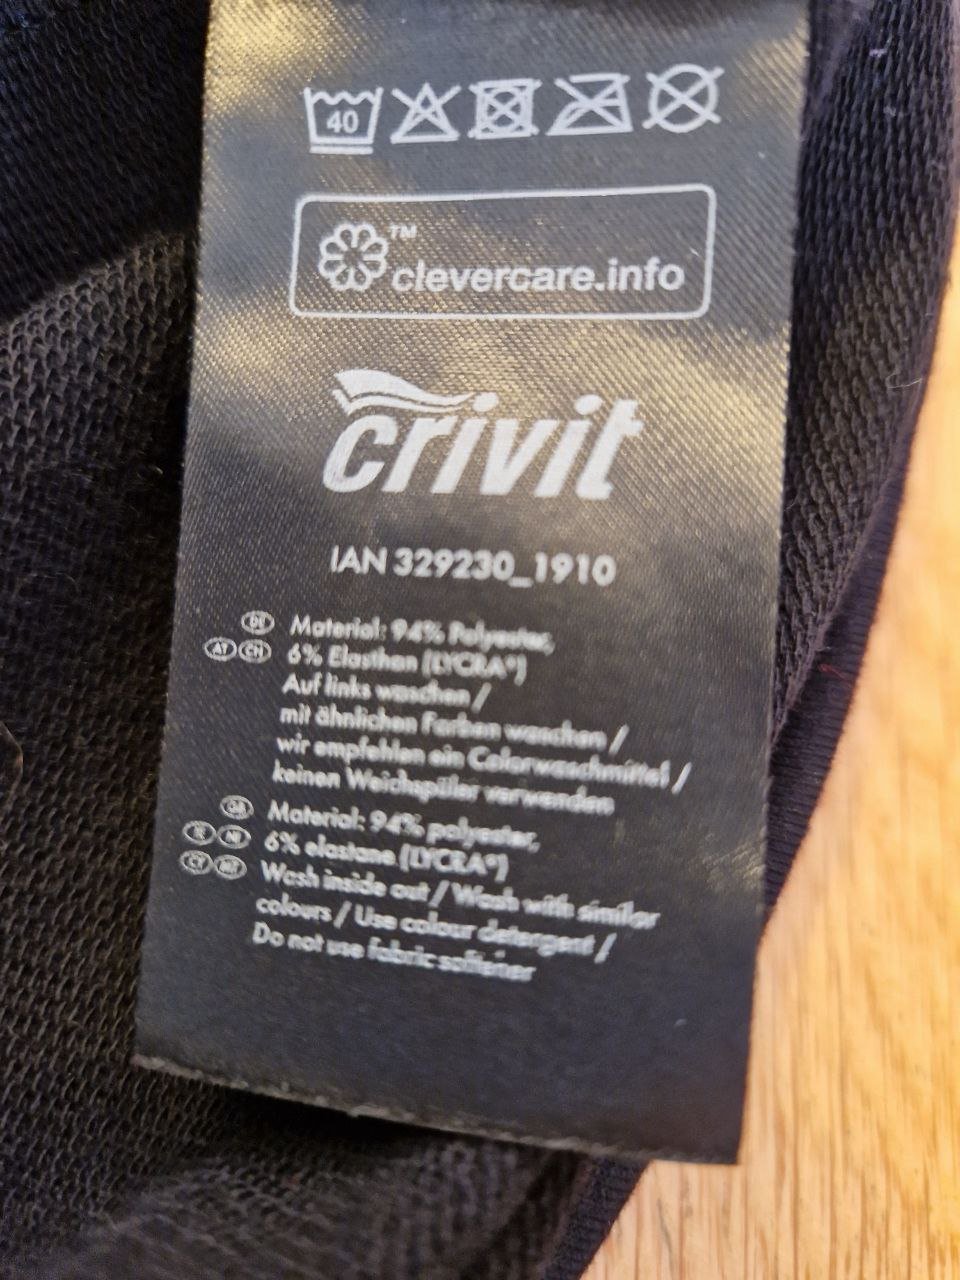 40
TM
clevercare.info
crivit
IAN 329230_1910
DE Material: 94% Polyester,
AT CH 6% Elasthan (LYCRA®)
Auf links waschen /
mit ähnlichen Farben waschen /
wir empfehlen ein Colorwaschmittel /
keinen Weichspüler verwenden
GB Material: 94% polyester,
IE NI 6% elastane (LYCRA®)
CY MT Wash inside out / Wash with similar
colours / Use colour detergent /
Do not use fabric softener